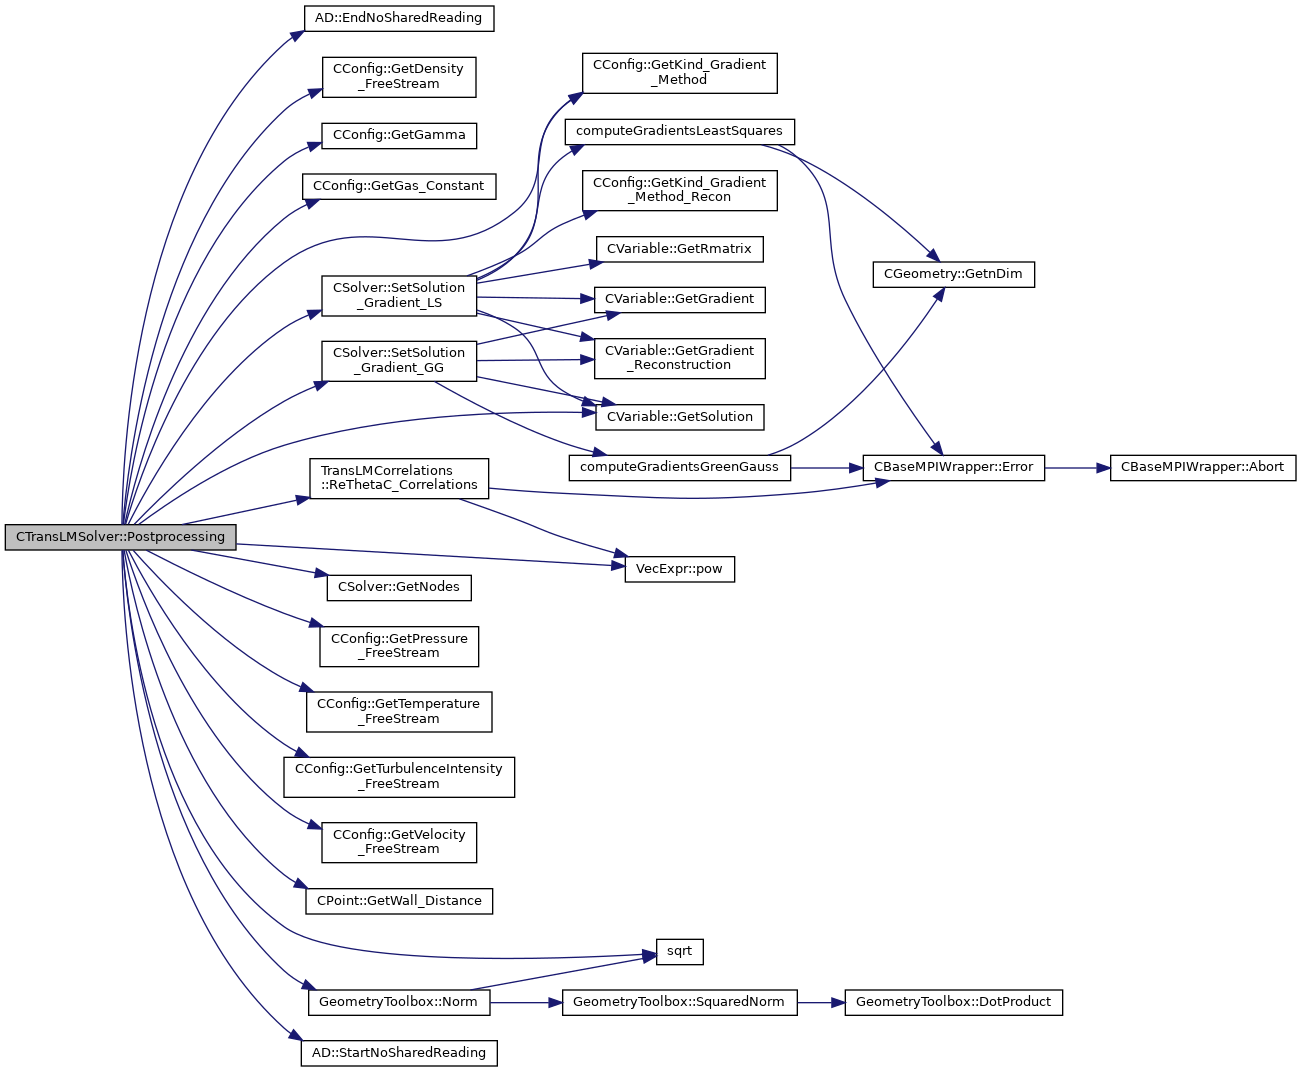 AD::EndNoSharedReading
CConfig::GetDensity
_FreeStream
CConfig::GetGamma
CConfig::GetGas_Constant
CSolver::SetSolution
_Gradient_LS
CSolver::SetSolution
_Gradient_GG
TransLMCorrelations
::ReThetaC_Correlations
CTransLMSolver::Postprocessing
CSolver::GetNodes
CConfig::GetPressure
_FreeStream
CConfig::GetTemperature
_FreeStream
CConfig::GetTurbulenceIntensity
_FreeStream
CConfig::GetVelocity
_FreeStream
CPoint::GetWall_Distance
GeometryToolbox::Norm
AD::StartNoSharedReading
CConfig::GetKind_Gradient
_Method
computeGradientsLeastSquares
CConfig::GetKind_Gradient
_Method_Recon
CVariable::GetRmatrix
CVariable::GetGradient
CVariable::GetGradient
_Reconstruction
CVariable::GetSolution
computeGradientsGreenGauss
VecExpr::pow
sqrt
GeometryToolbox::SquaredNorm
CGeometry::GetnDim
CBaseMPIWrapper::Error
GeometryToolbox::DotProduct
CBaseMPIWrapper::Abort